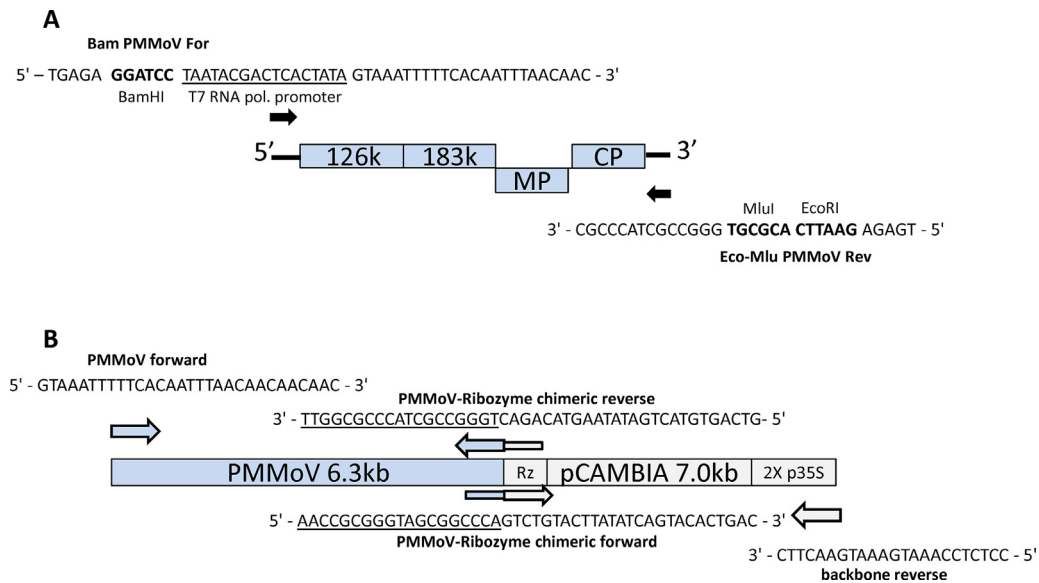 A
Bam PMMoV For
5' – TGAGA GGATCC TAATACGACTCACTATA GTAAATTTTTCACAATTTAACAAC - 3'
BamHI T7 RNA pol. promoter
5' 126k 183k CP 3'
MP
MluI EcoRI
3' - CGCCCATCGCCGGG TGCGCA CTTAAG AGAGT - 5'
Eco-Mlu PMMoV Rev
B
PMMoV forward
5' - GTAAATTTTTCACAATTTAACAACAACAAC - 3'
PMMoV-Ribozyme chimeric reverse
3' - TTGGCGCCCATCGCCGGGTCAGACATGAATATAGTCATGTGACTG- 5'
PMMoV 6.3kb Rz pCAMBIA 7.0kb 2X p35S
5' - AACCGCGGGTAGCGGCCCAGTCTGTACTTATATCAGTACACTGAC - 3'
PMMoV-Ribozyme chimeric forward
3' - CTTCAAGTAAAGTAAACCTCTCC - 5'
backbone reverse